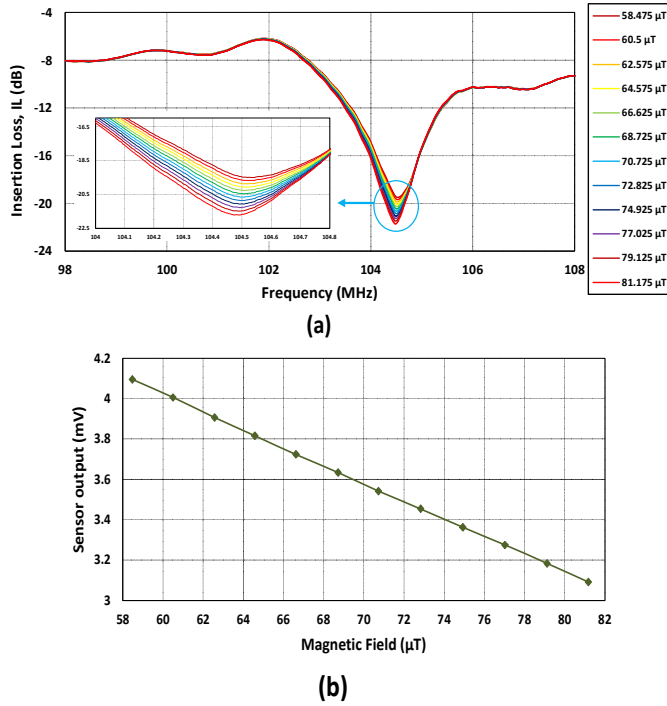 -4
-8
-12
-16
-20
-24
Insertion Loss, IL (dB)
-16.5
-18.5
-20.5
-22.5
104 104.1 104.2 104.3 104.4 104.5 104.6 104.7 104.8
98 100 102 104 106 108
Frequency (MHz)
58.475 µT
60.5 µT
62.575 µT
64.575 µT
66.625 µT
68.725 µT
70.725 µT
72.825 µT
74.925 µT
77.025 µT
79.125 µT
81.175 µT
(a)
4.2
4
3.8
3.6
3.4
3.2
3
Sensor output (mV)
58 60 62 64 66 68 70 72 74 76 78 80 82
Magnetic Field (µT)
(b)